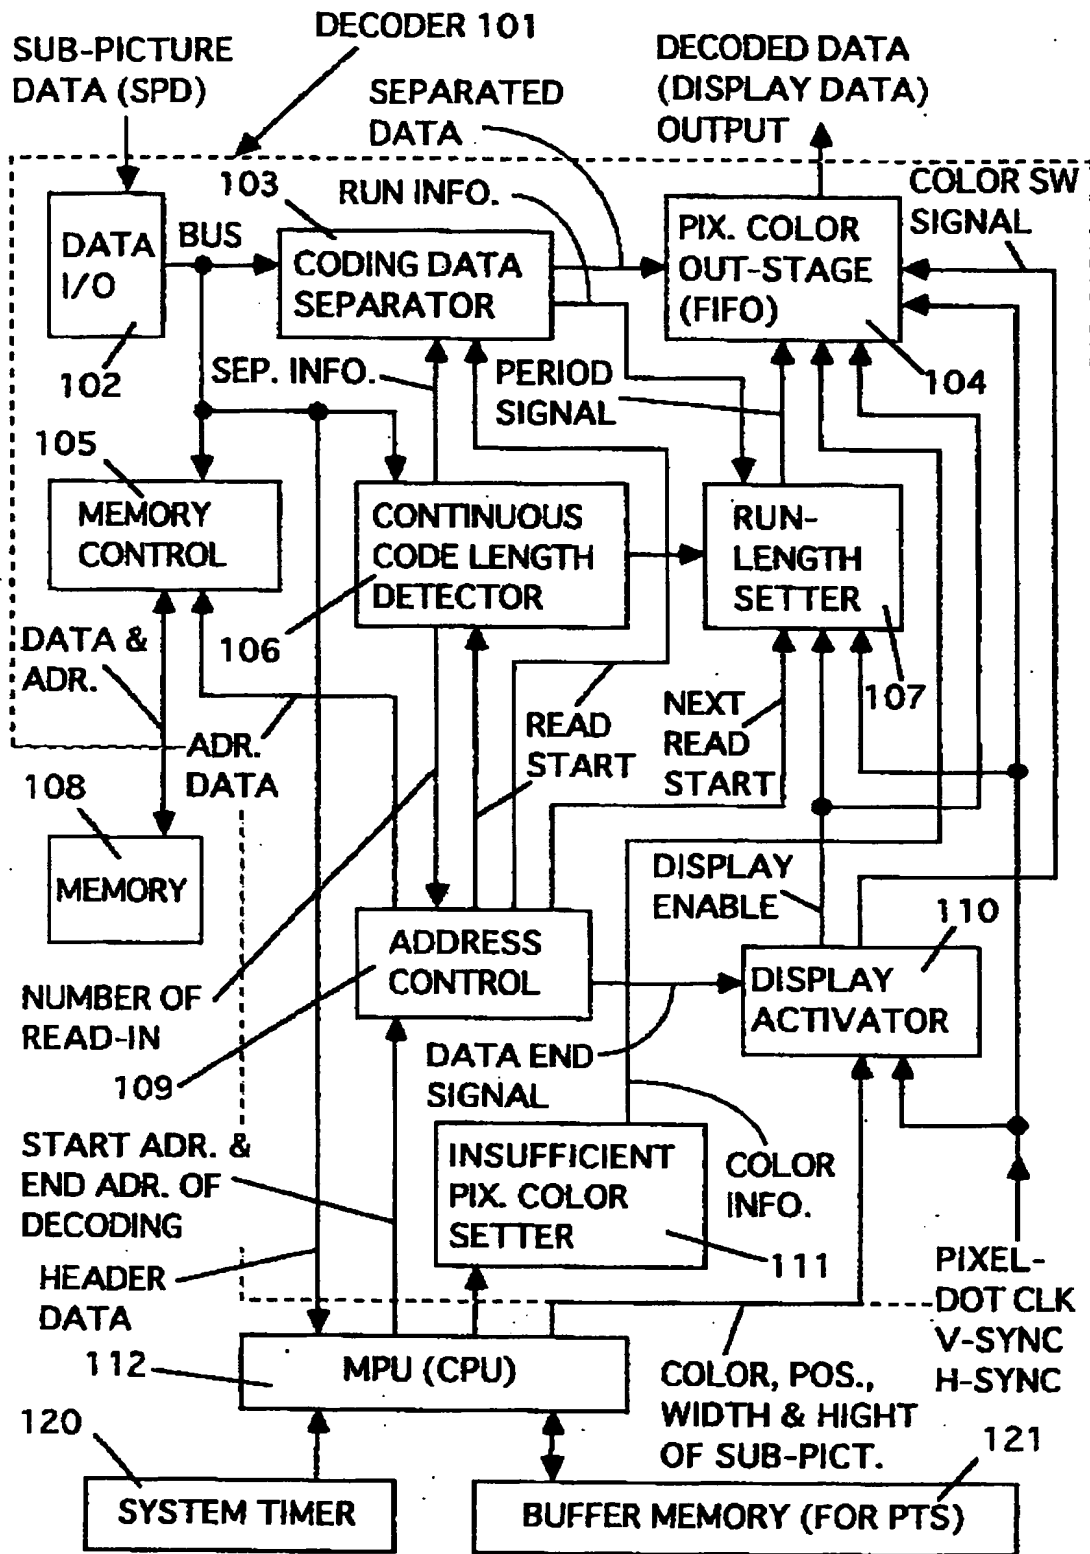 DECODER 101
SUB-PICTURE
DATA (SPD)
SEPARATED
DATA
DECODED DATA
(DISPLAY DATA)
OUTPUT
103
RUN INFO.
COLOR SW
SIGNAL
DATA
I/O
BUS
CODING DATA
SEPARATOR
PIX. COLOR
OUT-STAGE
(FIFO)
102
SEP. INFO.
PERIOD
SIGNAL
104
105
MEMORY
CONTROL
CONTINUOUS
CODE LENGTH
DETECTOR
RUN-
LENGTH
SETTER
DATA &
ADR.
106
107
READ
START
NEXT
READ
START
ADR.
DATA
108
MEMORY
DISPLAY
ENABLE
110
ADDRESS
CONTROL
DISPLAY
ACTIVATOR
NUMBER OF
READ-IN
109
DATA END
SIGNAL
START ADR. &
END ADR. OF
DECODING
INSUFFICIENT
PIX. COLOR
SETTER
COLOR
INFO.
111
HEADER
DATA
PIXEL-
DOT CLK
V-SYNC
H-SYNC
112
MPU (CPU)
COLOR, POS.,
WIDTH & HIGHT
OF SUB-PICT.
120
121
SYSTEM TIMER
BUFFER MEMORY (FOR PTS)